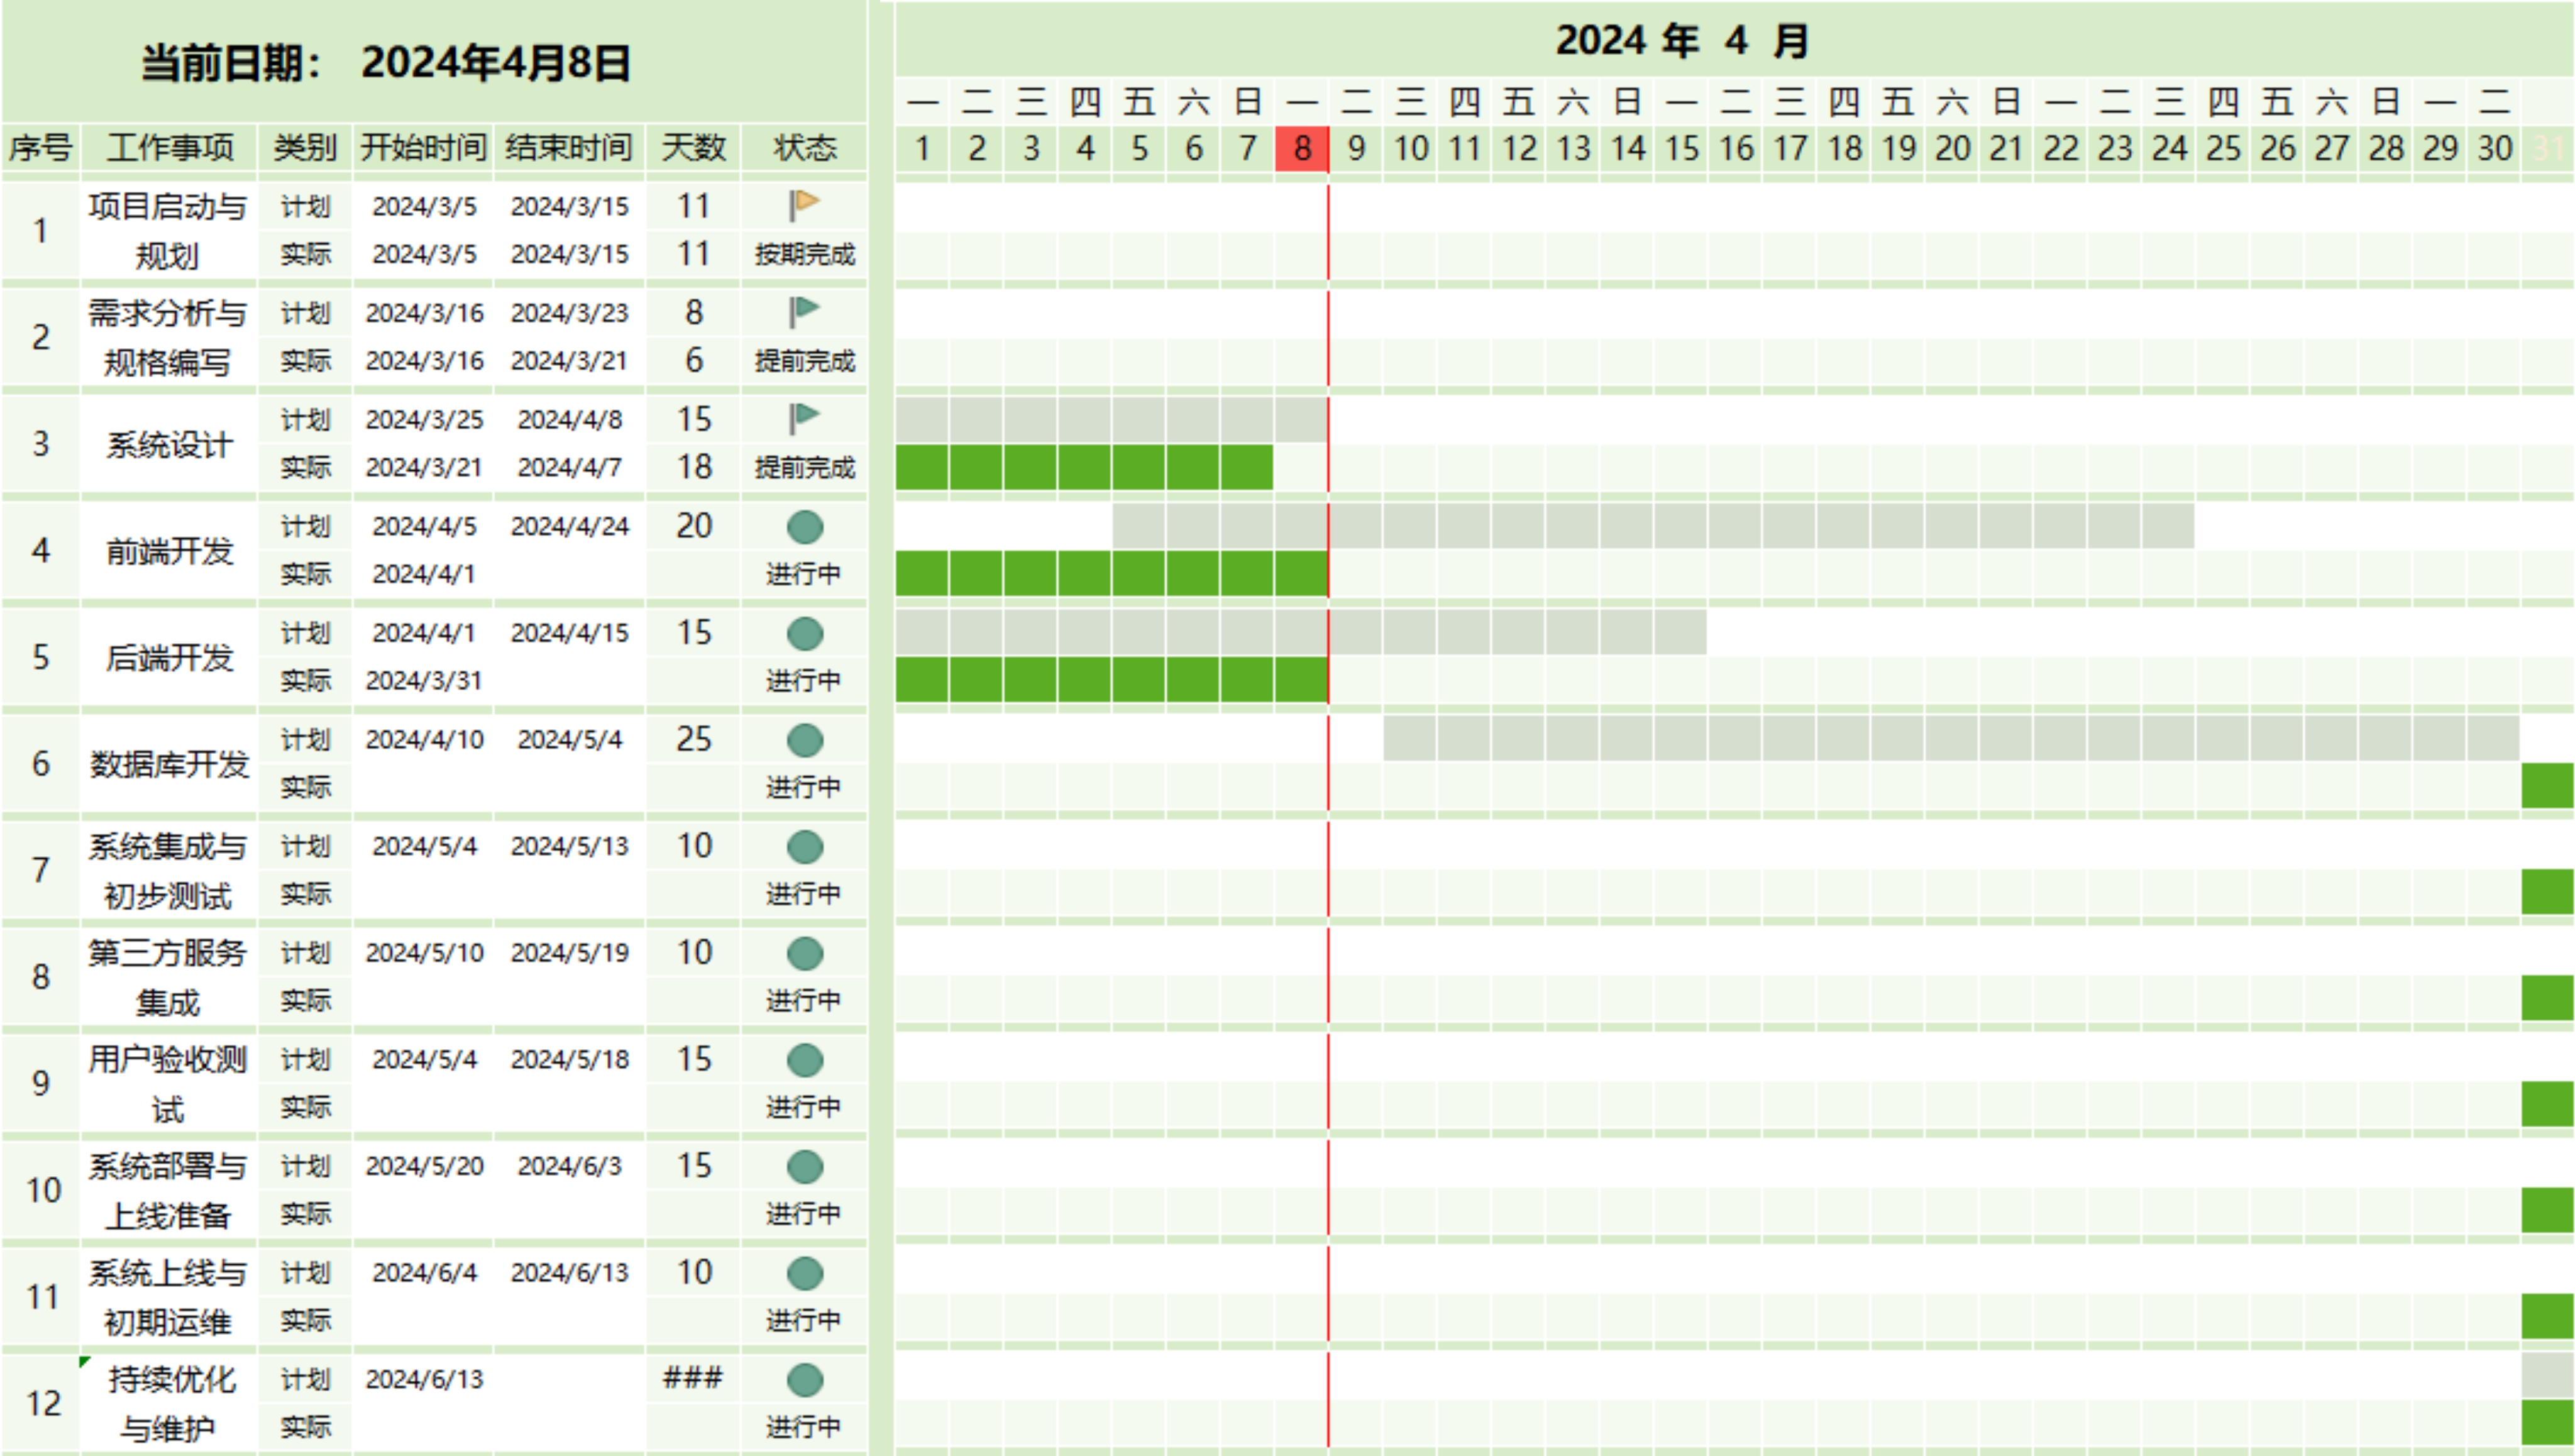 当前日期： 2024年4月8日
2024 年 4 月
一 二 三 四 五 六 日 一 二 三 四 五 六 日 一 二 三 四 五 六 日 一 二 三 四 五 六 日 一 二
序号 工作事项 类别 开始时间 结束时间 天数 状态 1 2 3 4 5 6 7 8 9 10 11 12 13 14 15 16 17 18 19 20 21 22 23 24 25 26 27 28 29 30 31
1 项目启动与 计划 2024/3/5 2024/3/15 11
规划 实际 2024/3/5 2024/3/15 11 按期完成
2 需求分析与 计划 2024/3/16 2024/3/23 8
规格编写 实际 2024/3/16 2024/3/21 6 提前完成
3 系统设计 计划 2024/3/25 2024/4/8 15
实际 2024/3/21 2024/4/7 18 提前完成
4 前端开发 计划 2024/4/5 2024/4/24 20
实际 2024/4/1 进行中
5 后端开发 计划 2024/4/1 2024/4/15 15
实际 2024/3/31 进行中
6 数据库开发 计划 2024/4/10 2024/5/4 25
实际 进行中
7 系统集成与 计划 2024/5/4 2024/5/13 10
初步测试 实际 进行中
8 第三方服务 计划 2024/5/10 2024/5/19 10
集成 实际 进行中
9 用户验收测 计划 2024/5/4 2024/5/18 15
试 实际 进行中
10 系统部署与 计划 2024/5/20 2024/6/3 15
上线准备 实际 进行中
11 系统上线与 计划 2024/6/4 2024/6/13 10
初期运维 实际 进行中
12 持续优化 计划 2024/6/13 ###
与维护 实际 进行中